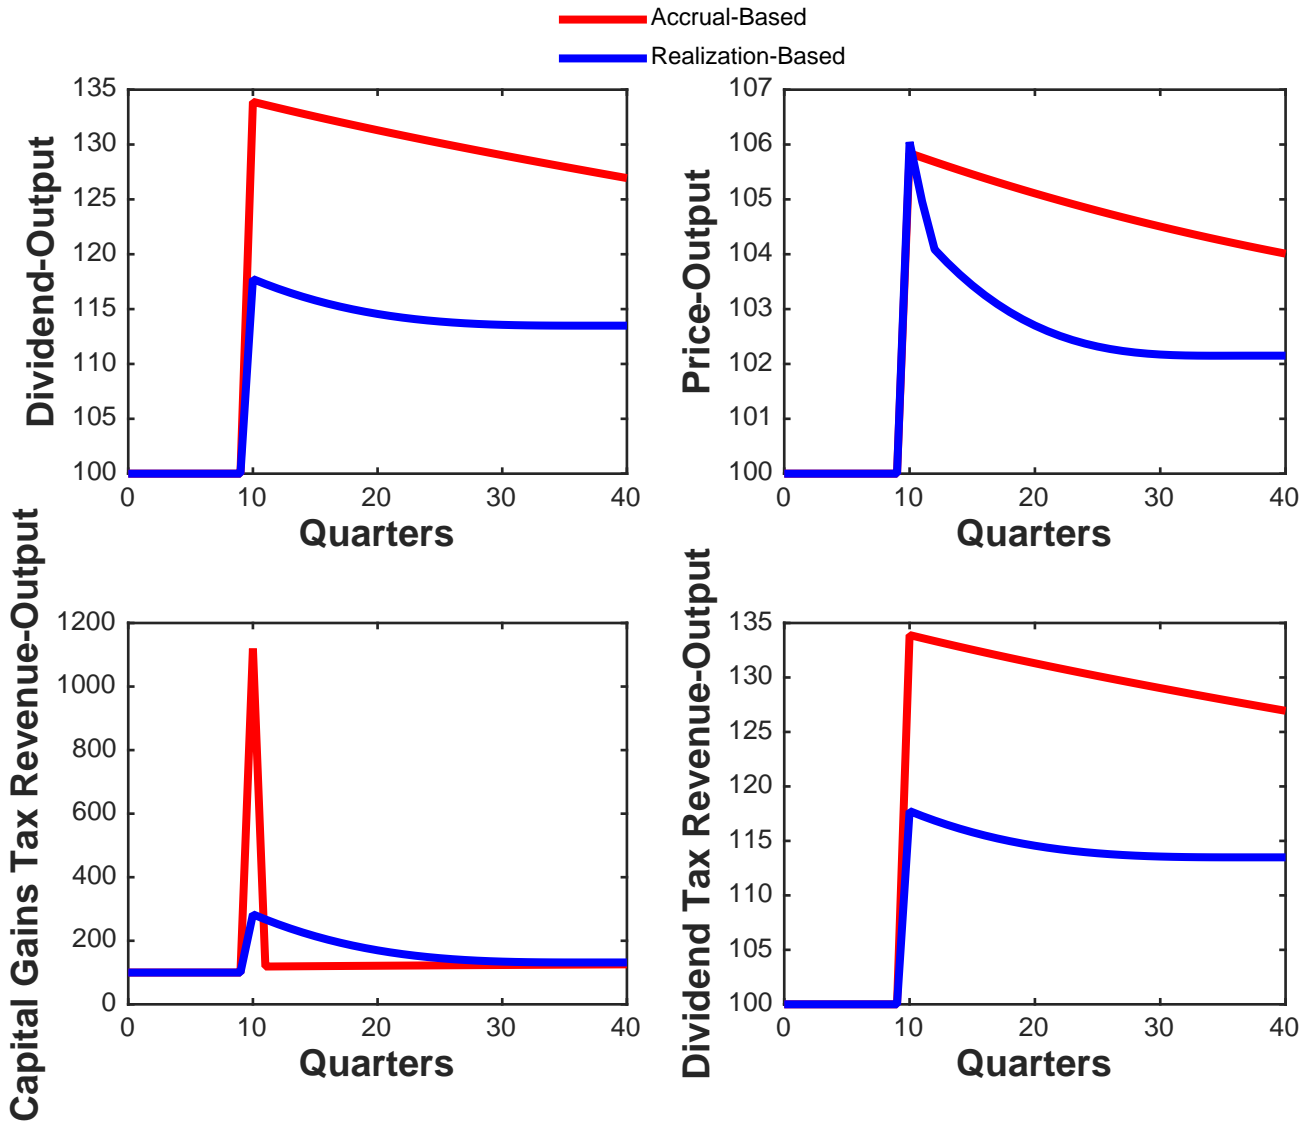 Accrual-Based
Realization-Based
Dividend-Output
135
130
125
120
115
110
105
100
0 10 20 30 40
Quarters
Price-Output
107
106
105
104
103
102
101
100
0 10 20 30 40
Quarters
Capital Gains Tax Revenue-Output
1200
1000
800
600
400
200
0
0 10 20 30 40
Quarters
Dividend Tax Revenue-Output
135
130
125
120
115
110
105
100
0 10 20 30 40
Quarters